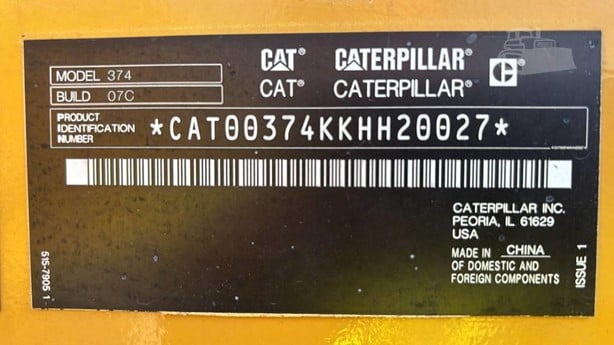 CAT CATERPILLAR C
CAT® CATERPILLAR®
MODEL 374
BUILD 07C
PRODUCT
IDENTIFICATION
NUMBER
*CAT00374KKHH20027*
CATERPILLAR INC.
PEORIA, IL 61629
USA
MADE IN CHINA
OF DOMESTIC AND
FOREIGN COMPONENTS
ISSUE 1
515-7905 1